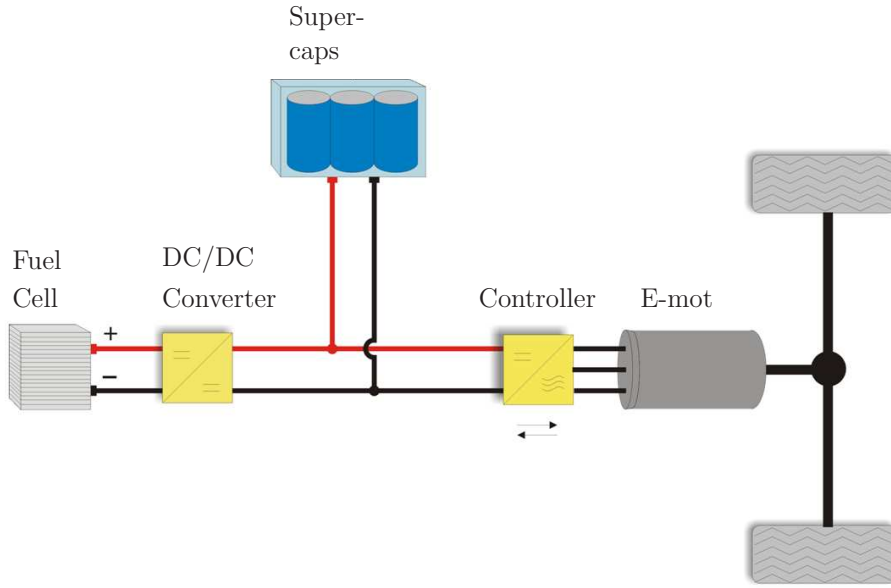 Super-
caps
Fuel
Cell
DC/DC
Converter
Controller
E-mot
+
−